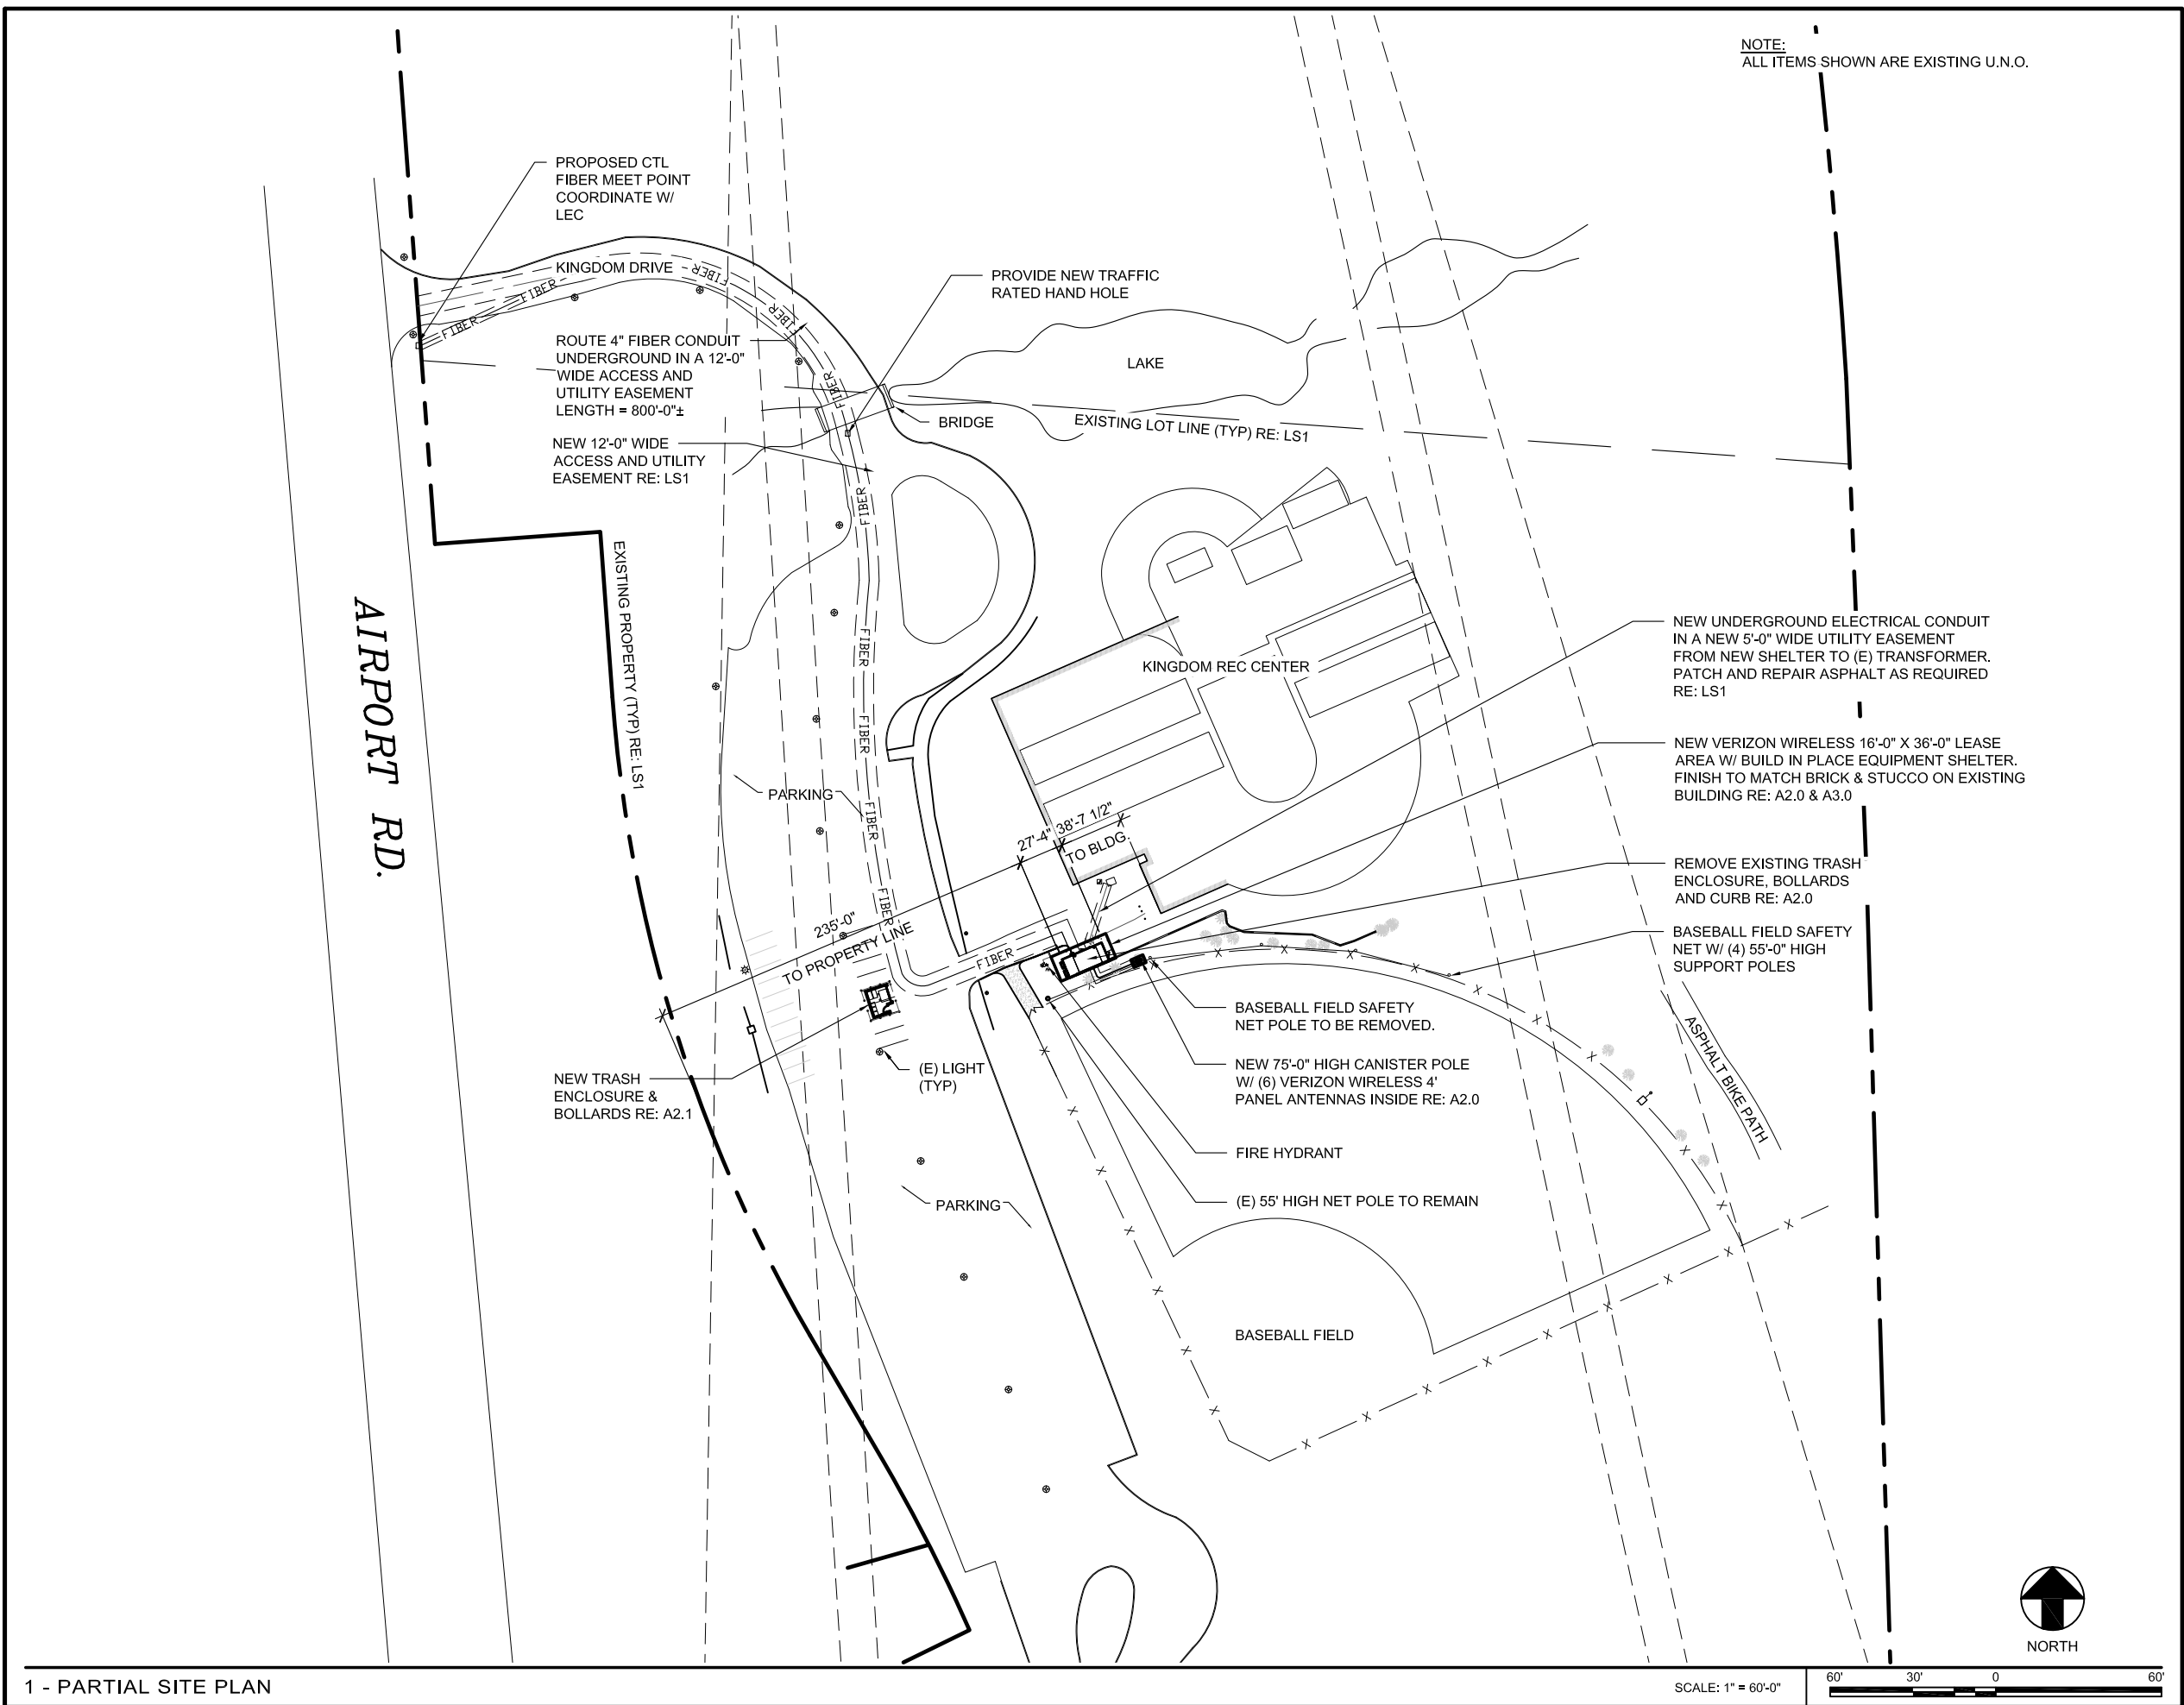 NOTE:
ALL ITEMS SHOWN ARE EXISTING U.N.O.
PROPOSED CTL
FIBER MEET POINT
COORDINATE W/
LEC
KINGDOM DRIVE
FIBER
FIBER
FIBER
FIBER
FIBER
PROVIDE NEW TRAFFIC
RATED HAND HOLE
ROUTE 4" FIBER CONDUIT
UNDERGROUND IN A 12'-0"
WIDE ACCESS AND
UTILITY EASEMENT
LENGTH = 800'-0"±
LAKE
FIBER
BRIDGE
EXISTING LOT LINE (TYP) RE: LS1
NEW 12'-0" WIDE
ACCESS AND UTILITY
EASEMENT RE: LS1
FIBER
EXISTING PROPERTY (TYP) RE: LS1
AIRPORT RD.
FIBER
KINGDOM REC CENTER
NEW UNDERGROUND ELECTRICAL CONDUIT
IN A NEW 5'-0" WIDE UTILITY EASEMENT
FROM NEW SHELTER TO (E) TRANSFORMER.
PATCH AND REPAIR ASPHALT AS REQUIRED
RE: LS1
FIBER
NEW VERIZON WIRELESS 16'-0" X 36'-0" LEASE
AREA W/ BUILD IN PLACE EQUIPMENT SHELTER.
FINISH TO MATCH BRICK & STUCCO ON EXISTING
BUILDING RE: A2.0 & A3.0
PARKING
FIBER
27'-4"
38'-7 1/2"
TO BLDG.
REMOVE EXISTING TRASH
ENCLOSURE, BOLLARDS
AND CURB RE: A2.0
FIBER
235'-0"
TO PROPERTY LINE
FIBER
BASEBALL FIELD SAFETY
NET W/ (4) 55'-0" HIGH
SUPPORT POLES
BASEBALL FIELD SAFETY
NET POLE TO BE REMOVED.
ASPHALT BIKE PATH
NEW TRASH
ENCLOSURE &
BOLLARDS RE: A2.1
(E) LIGHT
(TYP)
NEW 75'-0" HIGH CANISTER POLE
W/ (6) VERIZON WIRELESS 4'
PANEL ANTENNAS INSIDE RE: A2.0
FIRE HYDRANT
PARKING
(E) 55' HIGH NET POLE TO REMAIN
BASEBALL FIELD
NORTH
1 - PARTIAL SITE PLAN
SCALE: 1" = 60'-0"
60' 30' 0 60'